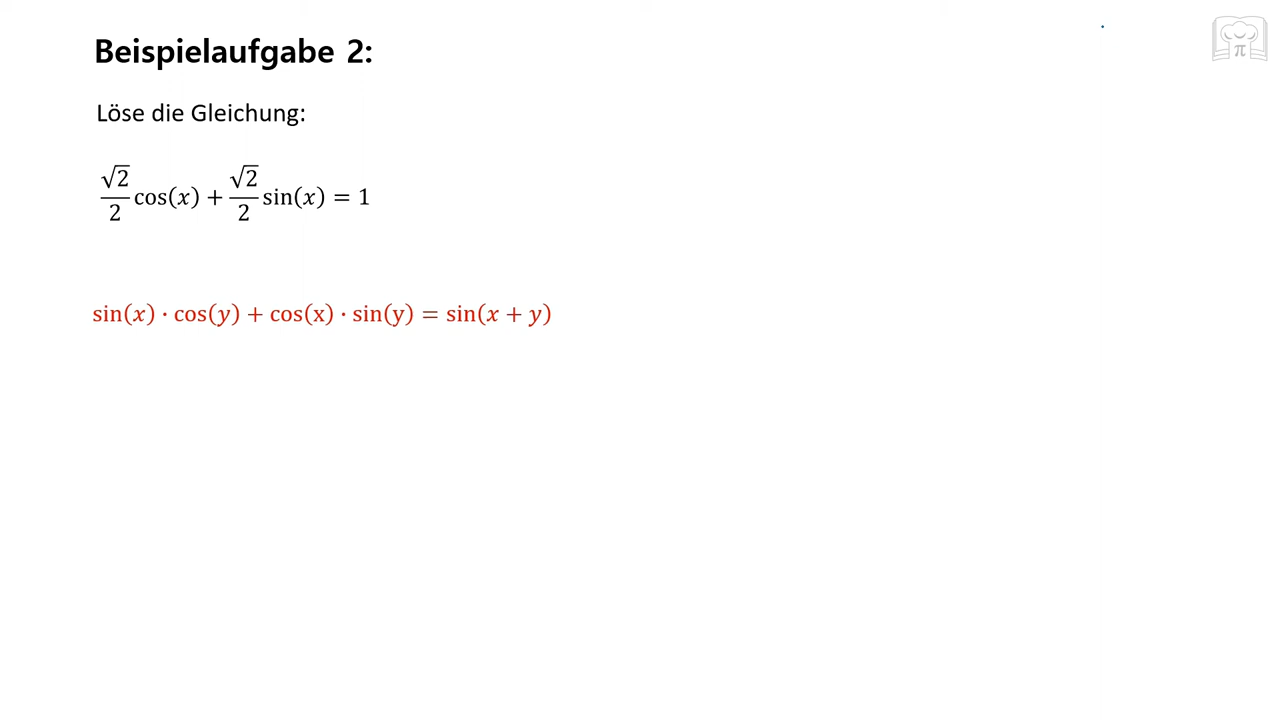 Beispielaufgabe 2:
Löse die Gleichung:
√2/2 cos(x) + √2/2 sin(x) = 1
sin(x) · cos(y) + cos(x) · sin(y) = sin(x + y)
π